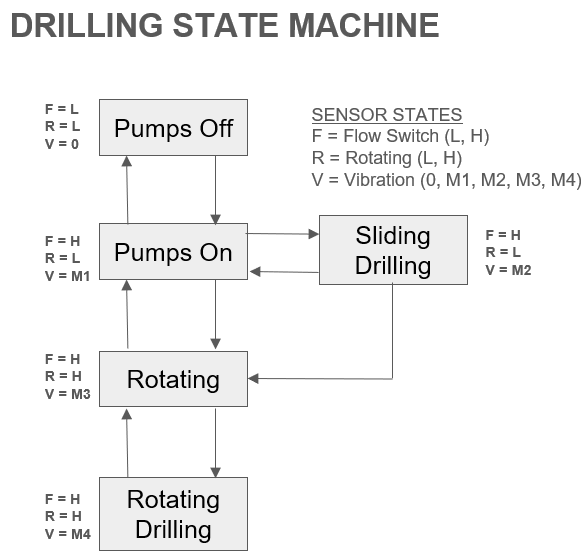 DRILLING STATE MACHINE
F = L
R = L
V = 0
Pumps Off
SENSOR STATES
F = Flow Switch (L, H)
R = Rotating (L, H)
V = Vibration (0, M1, M2, M3, M4)
F = H
R = L
V = M1
Pumps On
Sliding
Drilling
F = H
R = L
V = M2
F = H
R = H
V = M3
Rotating
F = H
R = H
V = M4
Rotating
Drilling